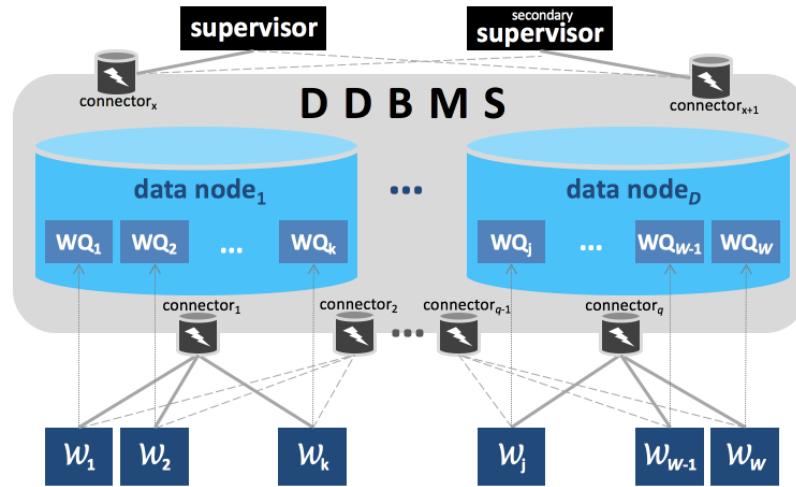 supervisor
secondary
supervisor
connectorx
connectorx+1
D D B M S
data node1
...
data nodeD
WQ1 WQ2 ... WQk
WQj ... WQW-1 WQW
connector1
connector2
...
connectorq-1
connectorq
W1 W2 Wk Wj WW-1 WW